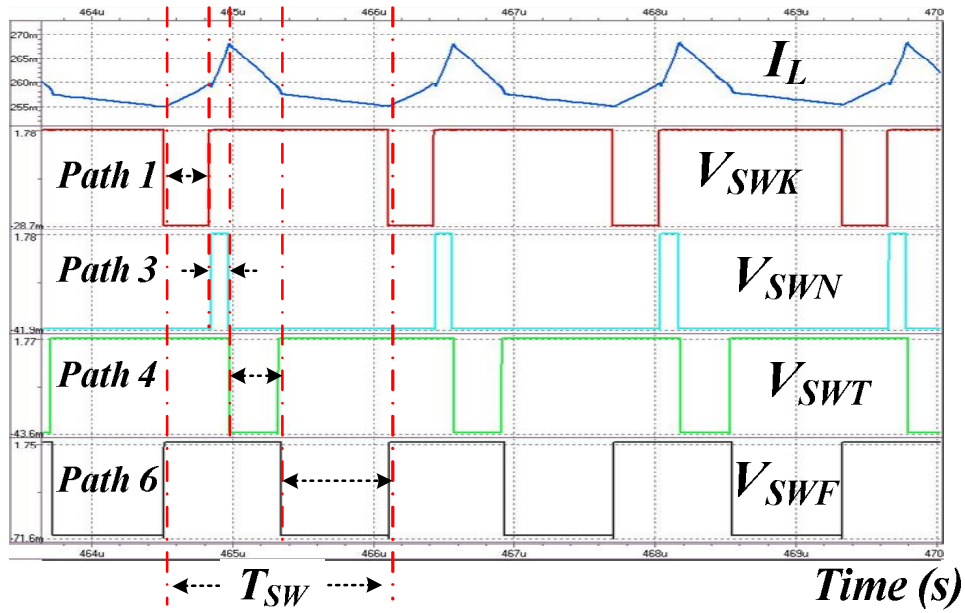 464u 465u 466u 467u 468u 469u 470
270m
265m
260m
255m
I_L
1.78
Path 1
V_SWK
-28.7m
1.78
Path 3
V_SWN
-41.9m
1.77
Path 4
V_SWT
-43.6m
1.75
Path 6
V_SWF
-71.6m
464u 465u 466u 467u 468u 469u 470
T_SW
Time (s)